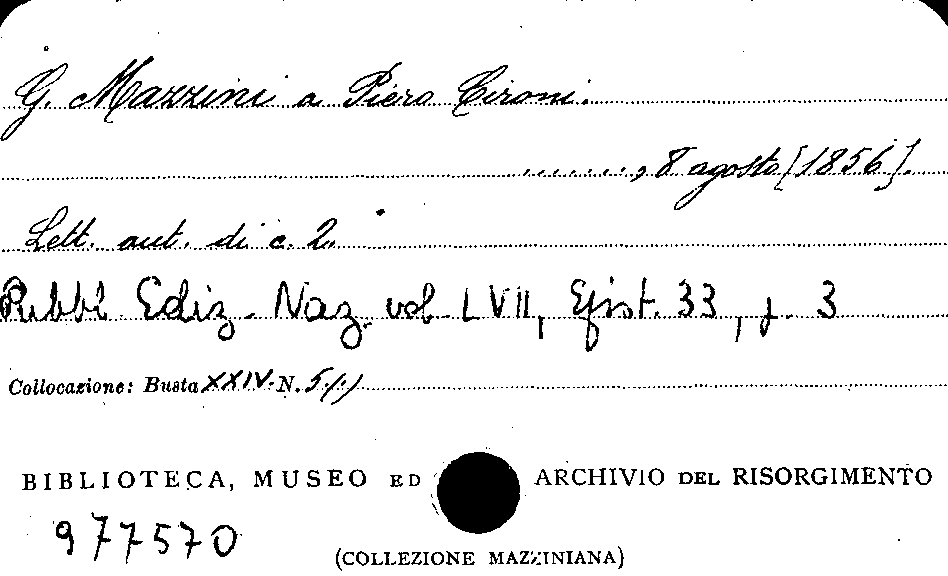 G. Mazzini a Piero Cironi.
........, 8 agosto [1856].
Lett. aut. di c. 2.
Pubbl. Ediz. Naz. vol. LVII, Epist. 33, p. 3
Collocazione: Busta XXIV. N. 5/1)
BIBLIOTECA, MUSEO ED ARCHIVIO DEL RISORGIMENTO
977570
(COLLEZIONE MAZZINIANA)